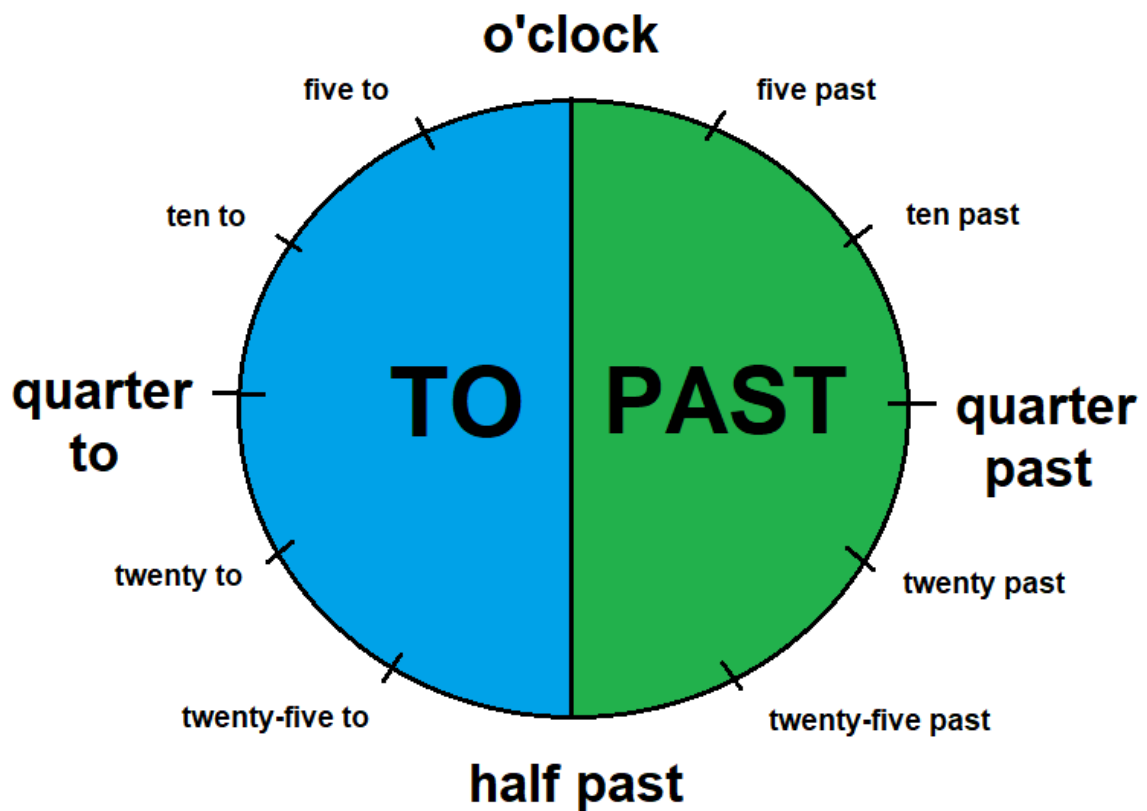 o'clock
five to
five past
ten to
ten past
TO
PAST
quarter
to
quarter
past
twenty to
twenty past
twenty-five to
twenty-five past
half past